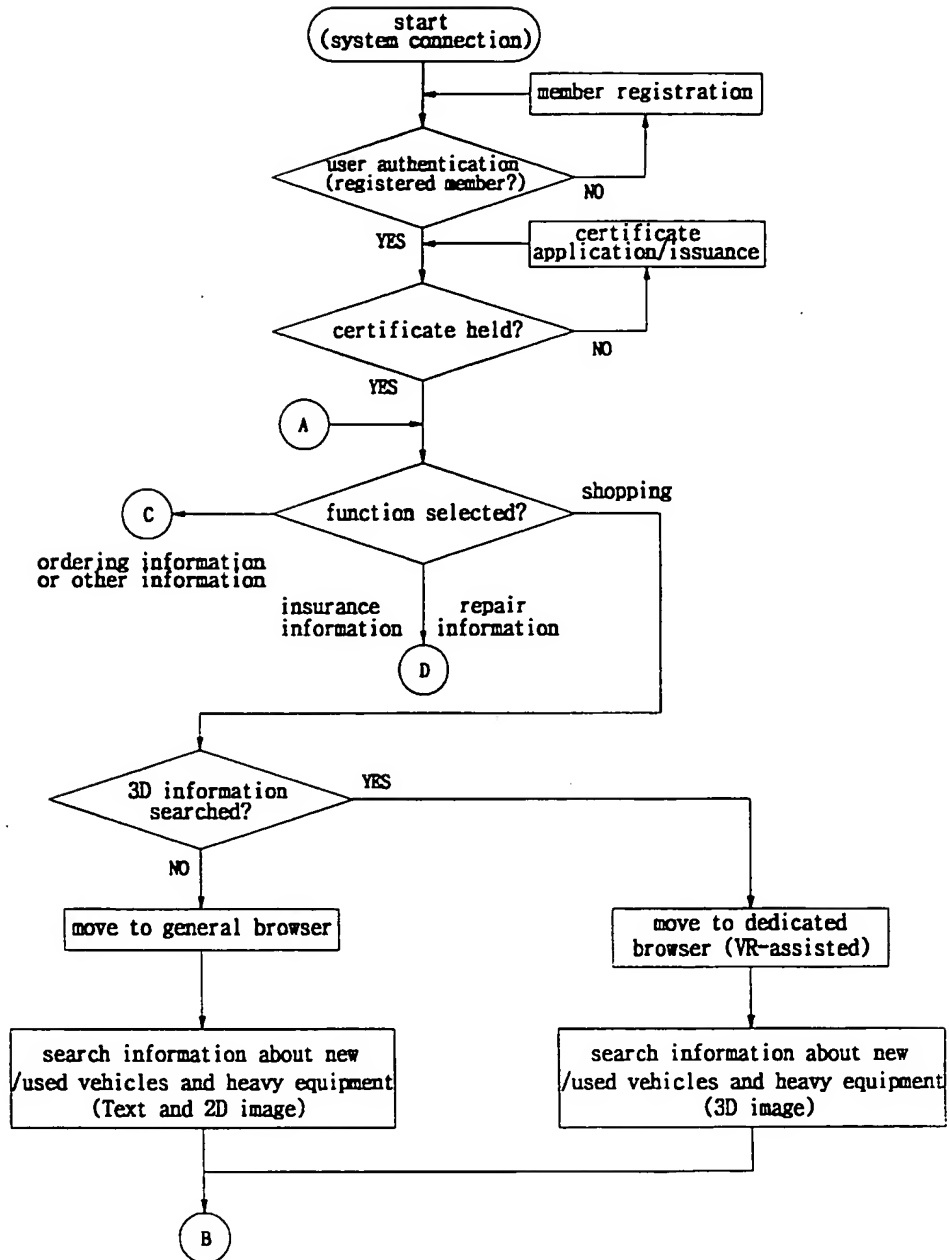 start
(system connection)
member registration
user authentication
(registered member?)
NO
YES
certificate
application/issuance
certificate held?
NO
YES
A
shopping
C
function selected?
ordering information
or other information
insurance
information
repair
information
D
3D information
searched?
YES
NO
move to general browser
move to dedicated
browser (VR-assisted)
search information about new
/used vehicles and heavy equipment
(Text and 2D image)
search information about new
/used vehicles and heavy equipment
(3D image)
B